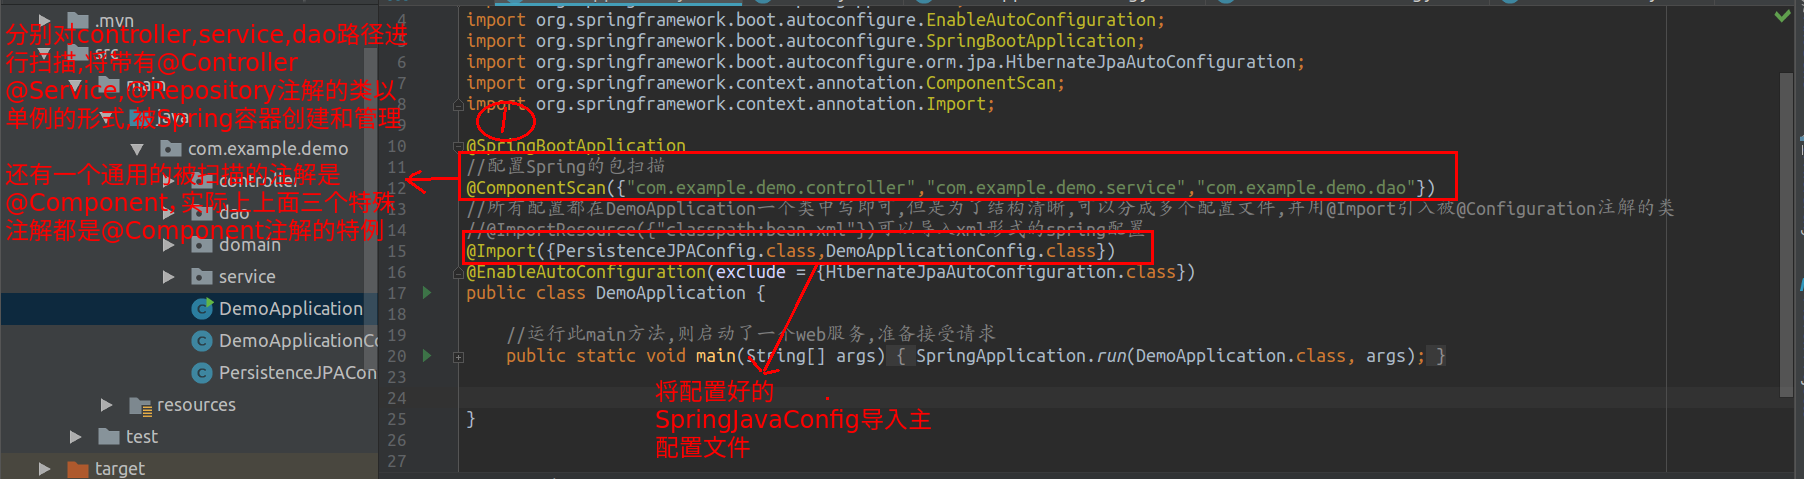 .mvn
src
main
java
com.example.demo
controller
dao
domain
service
DemoApplication
DemoApplicationC
PersistenceJPACon
resources
test
target
分别对controller,service,dao路径进
行扫描,将带有@Controller
@Service,@Repository注解的类以
单例的形式,被Spring容器创建和管理
还有一个通用的被扫描的注解是
@Component,实际上上面三个特殊
注解都是@Component注解的特例
4 import org.springframework.boot.autoconfigure.EnableAutoConfiguration;
5 import org.springframework.boot.autoconfigure.SpringBootApplication;
6 import org.springframework.boot.autoconfigure.orm.jpa.HibernateJpaAutoConfiguration;
7 import org.springframework.context.annotation.ComponentScan;
8 import org.springframework.context.annotation.Import;
9
10 @SpringBootApplication
11 //配置Spring的包扫描
12 @ComponentScan({"com.example.demo.controller","com.example.demo.service","com.example.demo.dao"})
13 //所有配置都在DemoApplication一个类中写即可,但是为了结构清晰,可以分成多个配置文件,并用@Import引入被@Configuration注解的类
14 //@ImportResource({"classpath:bean.xml"})可以导入xml形式的spring配置
15 @Import({PersistenceJPAConfig.class,DemoApplicationConfig.class})
16 @EnableAutoConfiguration(exclude = {HibernateJpaAutoConfiguration.class})
17 public class DemoApplication {
18
19 //运行此main方法,则启动了一个web服务,准备接受请求
20 public static void main(String[] args) { SpringApplication.run(DemoApplication.class, args); }
23
24
25 }
26
27
1
将配置好的
SpringJavaConfig导入主
配置文件